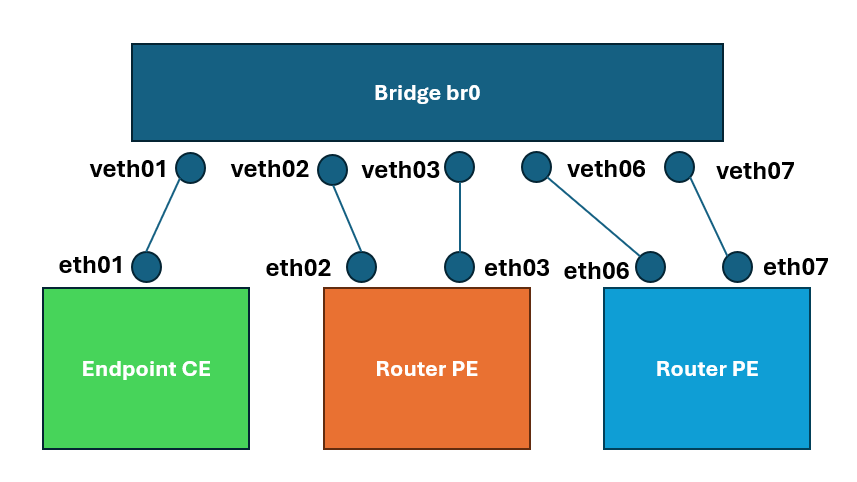 Bridge br0
veth01
veth02
veth03
veth06
veth07
eth01
eth02
eth03
eth06
eth07
Endpoint CE
Router PE
Router PE